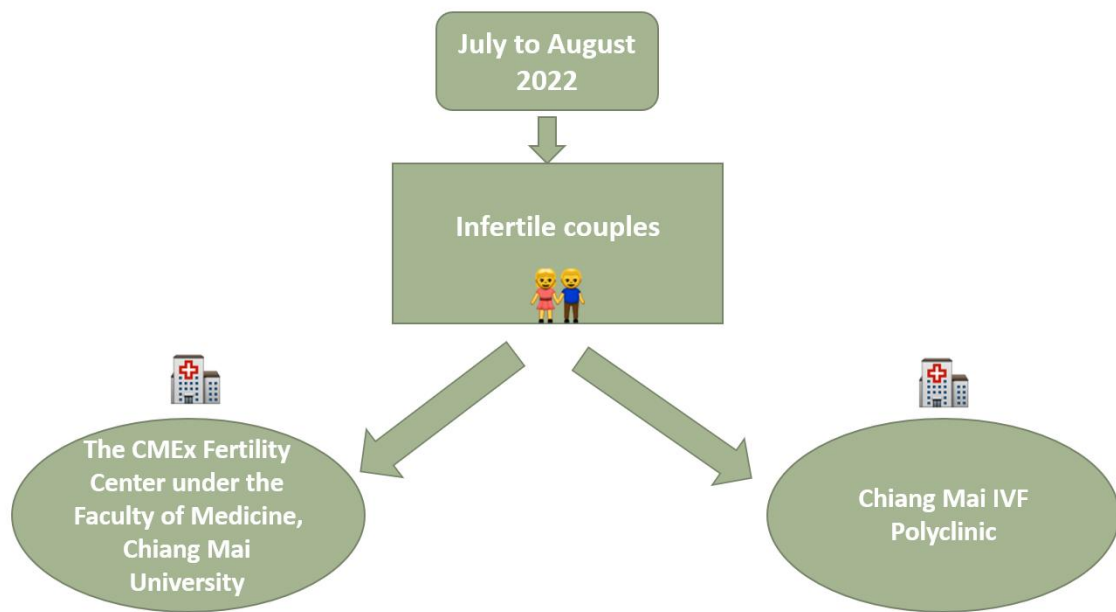 July to August
2022
Infertile couples
The CMEx Fertility
Center under the
Faculty of Medicine,
Chiang Mai
University
Chiang Mai IVF
Polyclinic